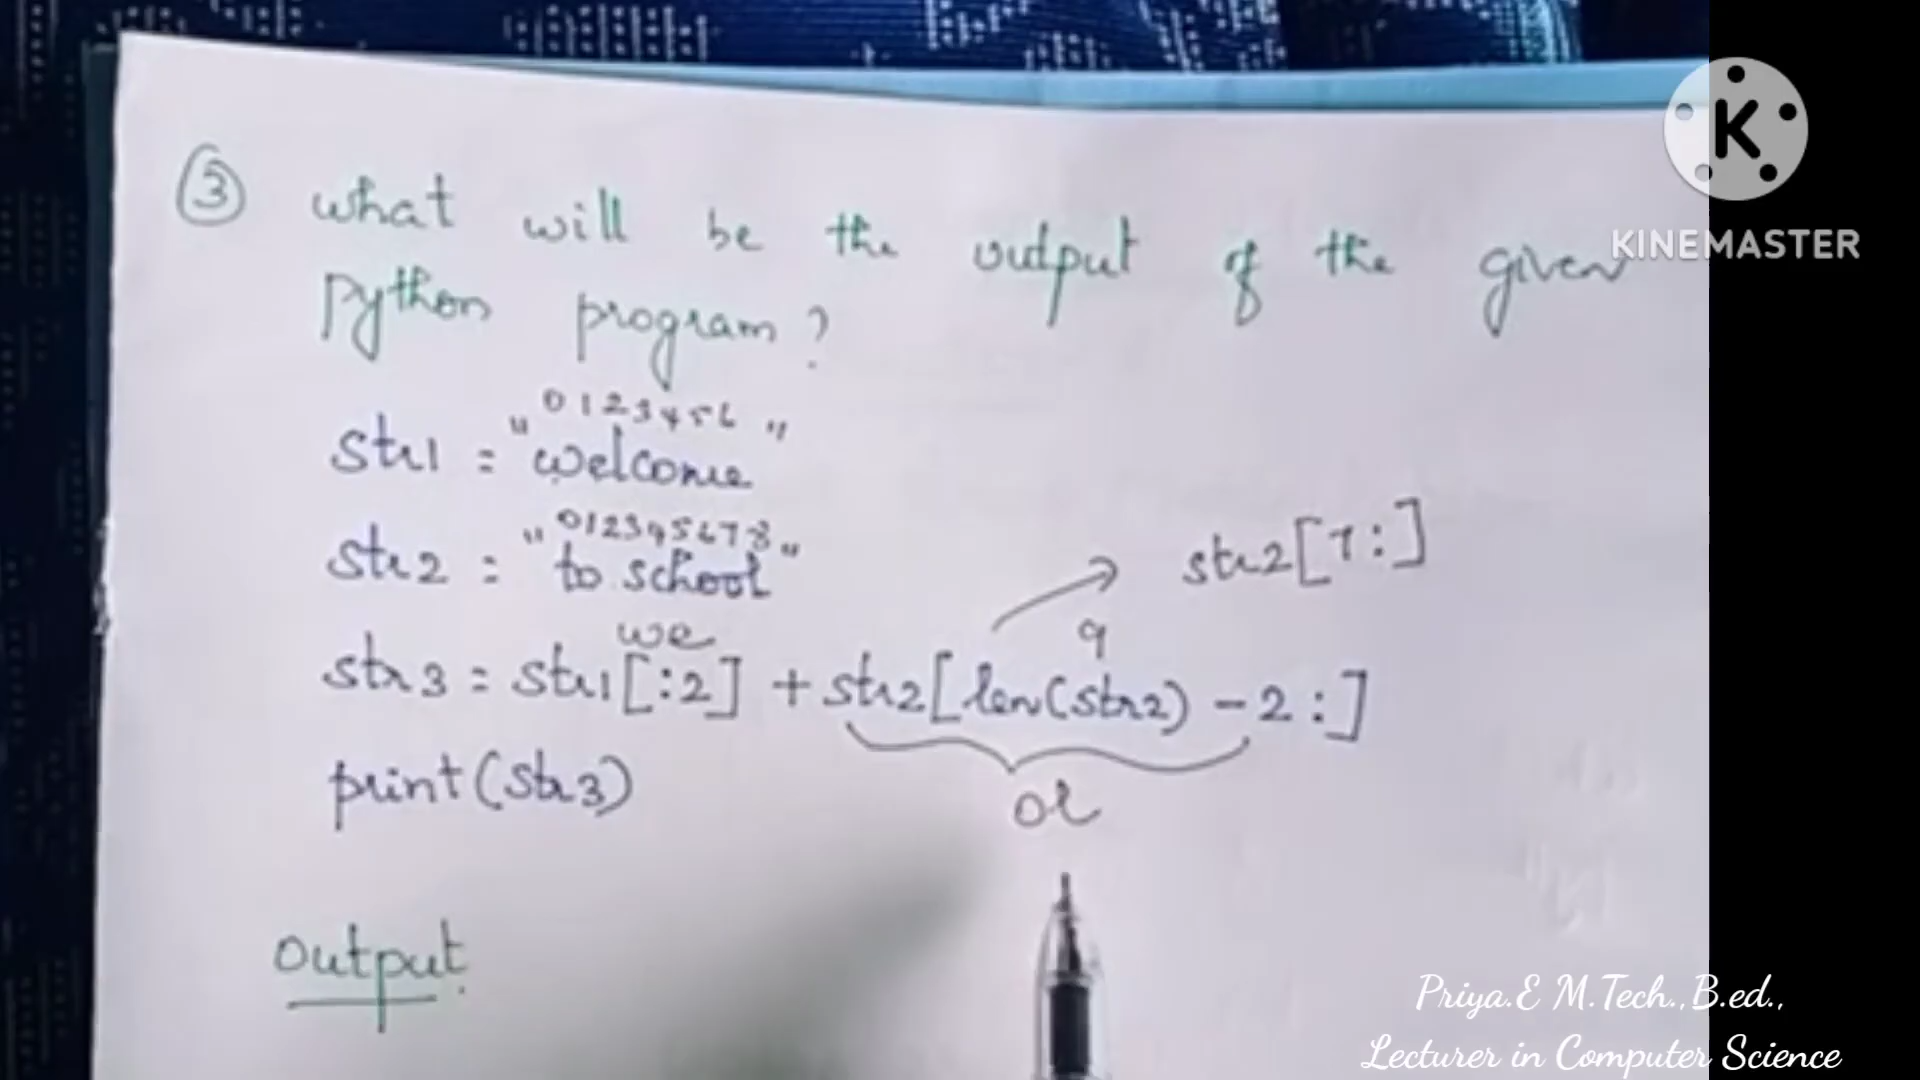 ③ what will be the output of the given
python program?
0123456
str1 = "welcome"
012345678
str2 = "to school"
str2[7:]
we
9
str3 = str1[:2] + str2[len(str2) - 2:]
print(str3)
ol
output
K
KINEMASTER
Priya.E M.Tech.,B.ed.,
Lecturer in Computer Science